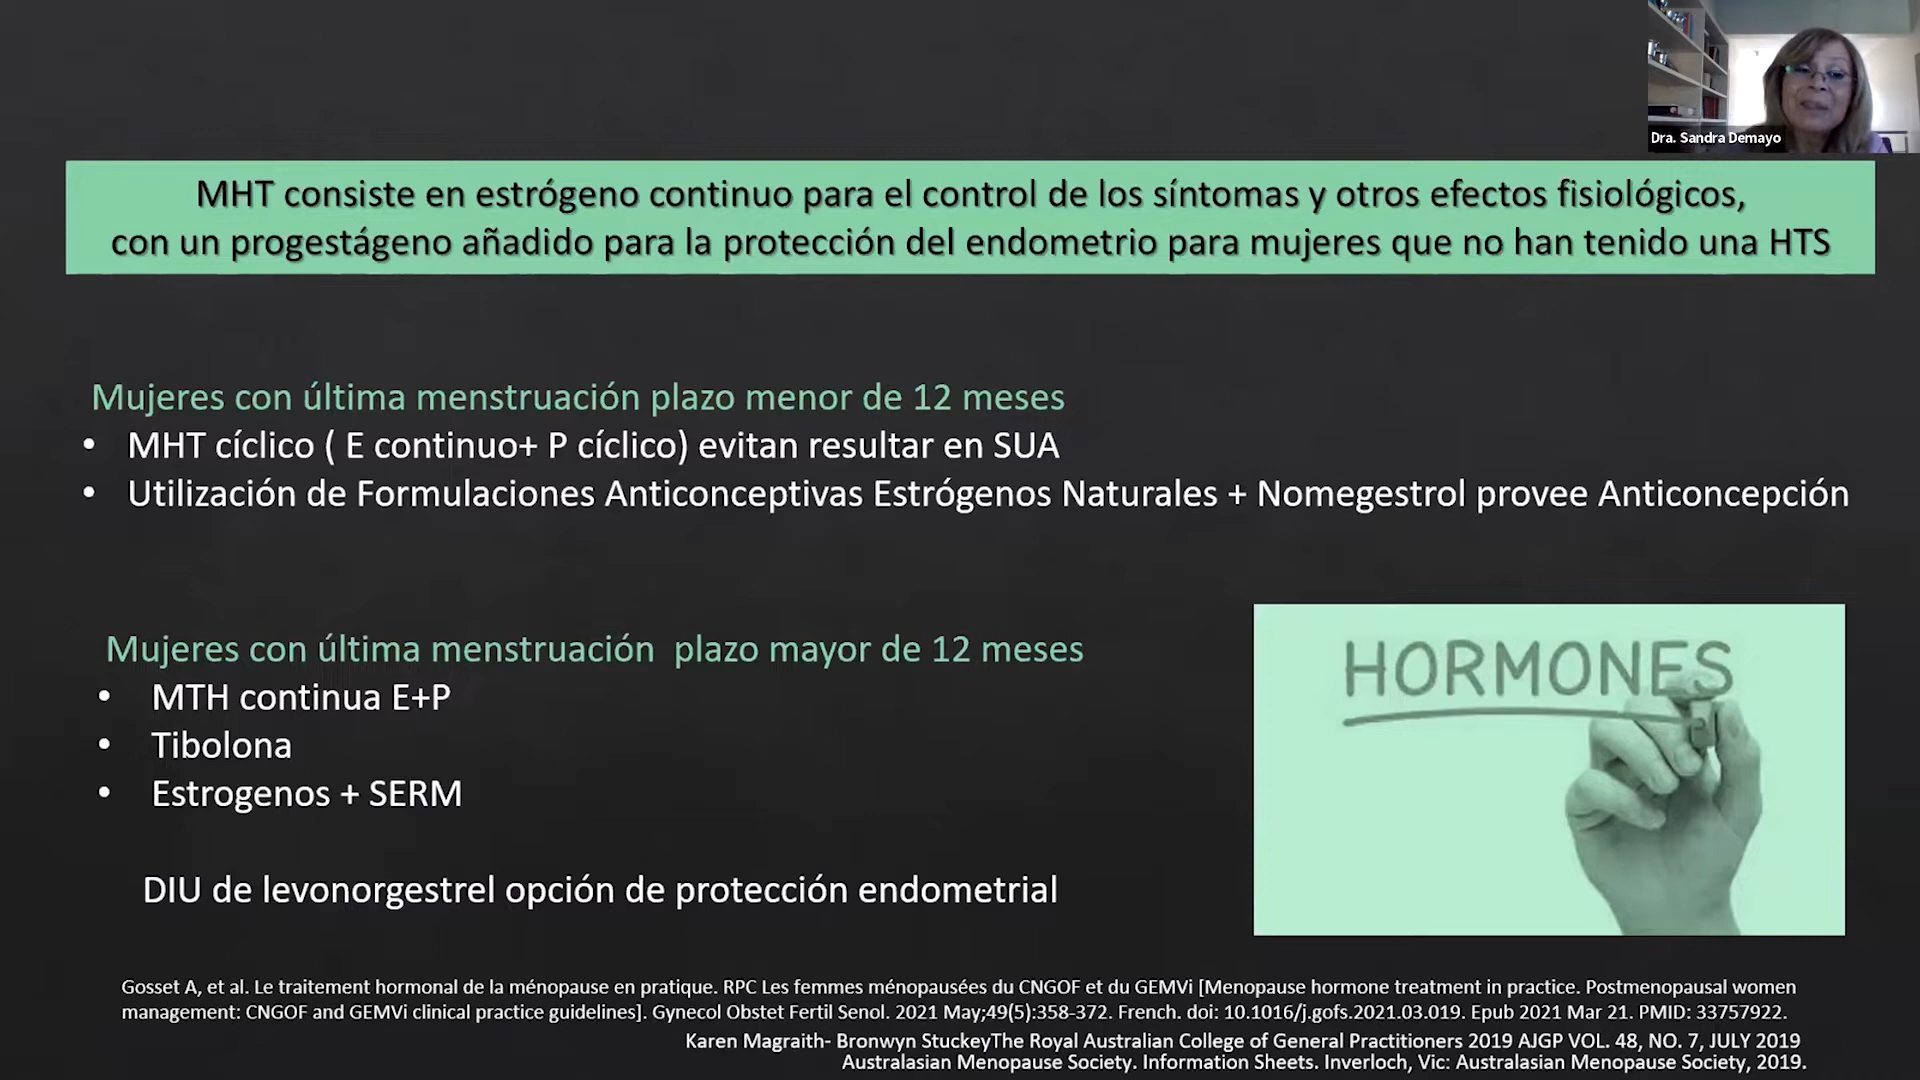 Dra. Sandra Demayo
MHT consiste en estrógeno continuo para el control de los síntomas y otros efectos fisiológicos,
con un progestágeno añadido para la protección del endometrio para mujeres que no han tenido una HTS
Mujeres con última menstruación plazo menor de 12 meses
• MHT cíclico ( E continuo+ P cíclico) evitan resultar en SUA
• Utilización de Formulaciones Anticonceptivas Estrógenos Naturales + Nomegestrol provee Anticoncepción
Mujeres con última menstruación plazo mayor de 12 meses
• MTH continua E+P
• Tibolona
• Estrogenos + SERM
HORMONES
DIU de levonorgestrel opción de protección endometrial
Gosset A, et al. Le traitement hormonal de la ménopause en pratique. RPC Les femmes ménopausées du CNGOF et du GEMVi [Menopause hormone treatment in practice. Postmenopausal women
management: CNGOF and GEMVi clinical practice guidelines]. Gynecol Obstet Fertil Senol. 2021 May;49(5):358-372. French. doi: 10.1016/j.gofs.2021.03.019. Epub 2021 Mar 21. PMID: 33757922.
Karen Magraith- Bronwyn StuckeyThe Royal Australian College of General Practitioners 2019 AJGP VOL. 48, NO. 7, JULY 2019
Australasian Menopause Society. Information Sheets. Inverloch, Vic: Australasian Menopause Society, 2019.